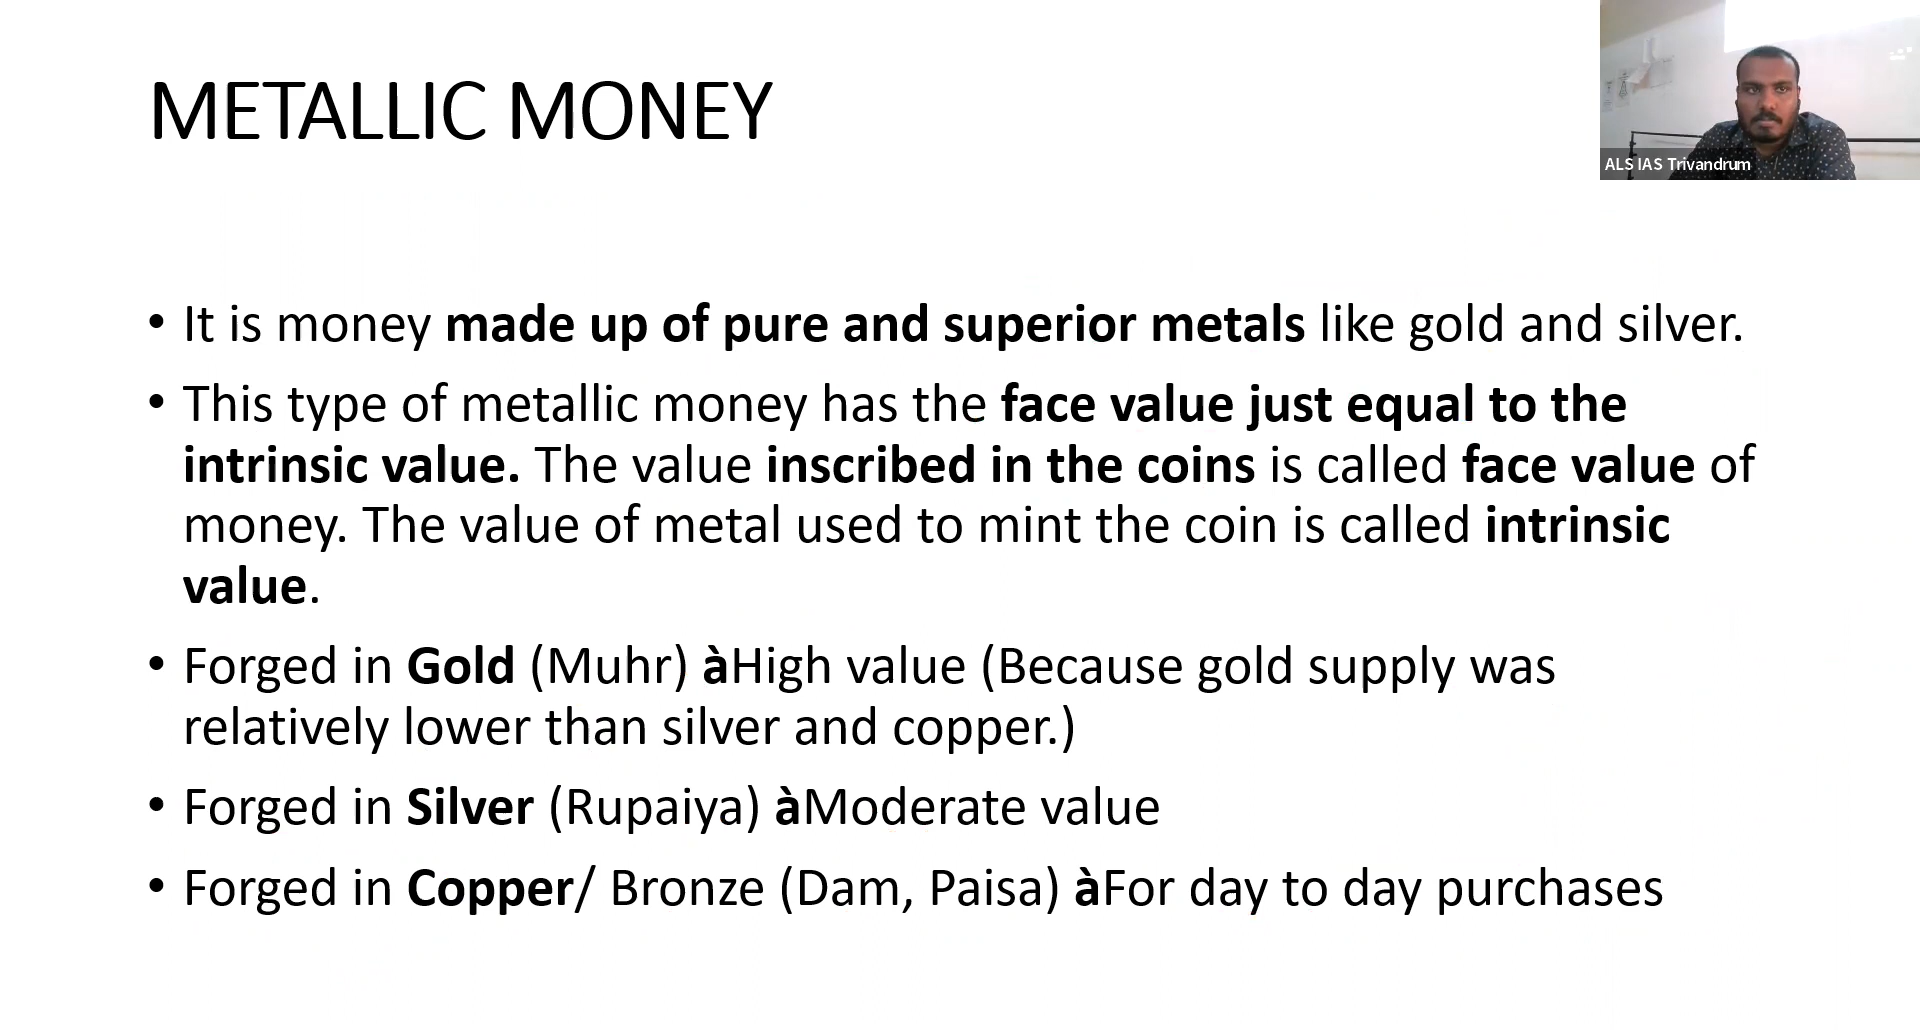 METALLIC MONEY
ALS IAS Trivandrum
• It is money made up of pure and superior metals like gold and silver.
• This type of metallic money has the face value just equal to the
intrinsic value. The value inscribed in the coins is called face value of
money. The value of metal used to mint the coin is called intrinsic
value.
• Forged in Gold (Muhr) àHigh value (Because gold supply was
relatively lower than silver and copper.)
• Forged in Silver (Rupaiya) àModerate value
• Forged in Copper/ Bronze (Dam, Paisa) àFor day to day purchases